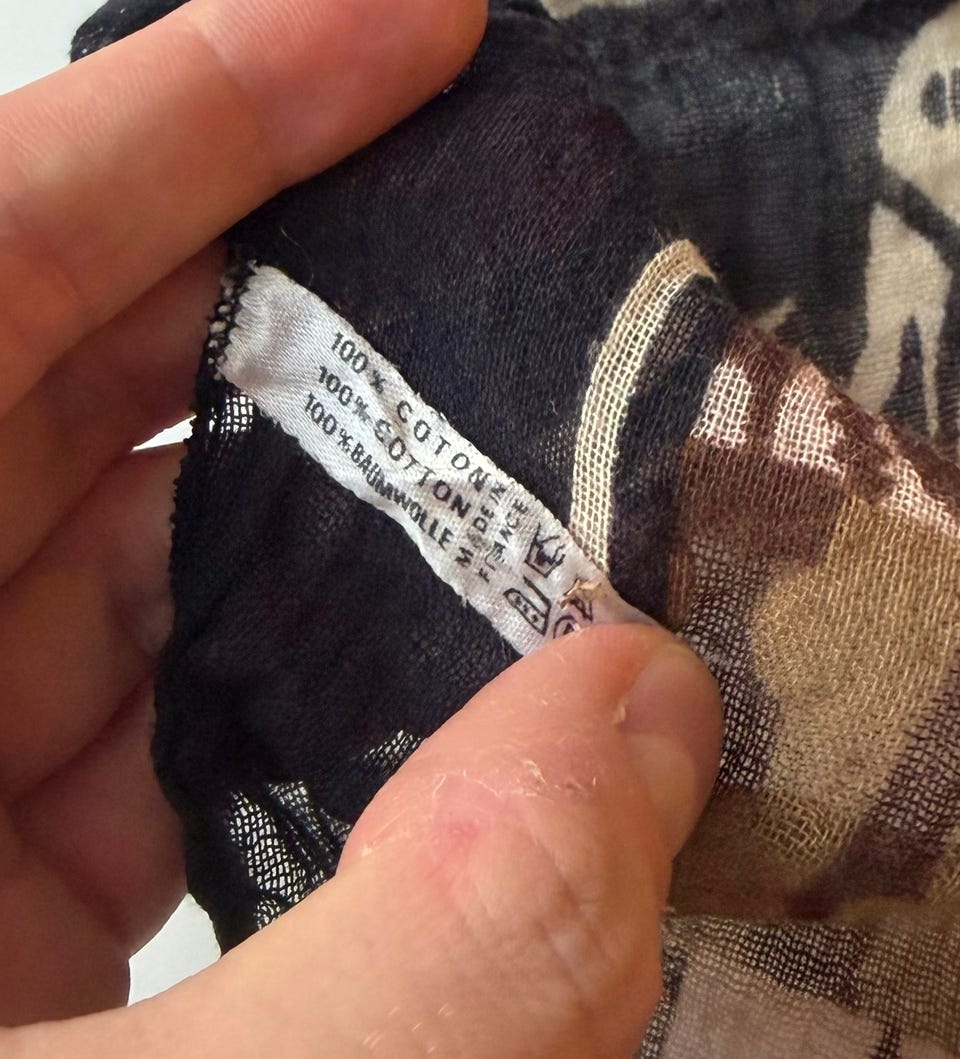 100% COTON
100% COTTON
100% BAUMWOLLE
MADE IN
FRANCE